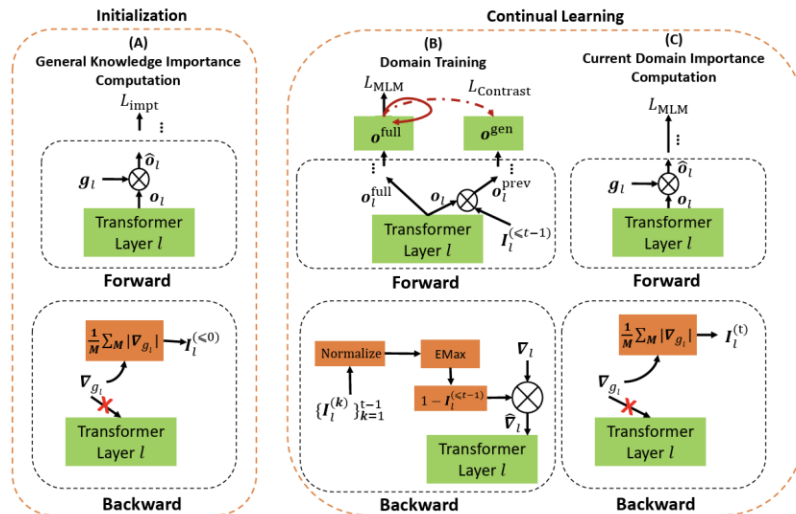 Initialization
(A)
General Knowledge Importance
Computation
L_impt
...
ô_l
g_l
o_l
Transformer
Layer l
Forward
1/M ∑_M |∇_{g_l}|
I_l^{(⩽0)}
∇_{g_l}
Transformer
Layer l
Backward
Continual Learning
(B)
Domain Training
L_MLM
L_Contrast
o^full
o^gen
...
...
o_l^full
o_l
o_l^prev
Transformer
Layer l
I_l^{(⩽t−1)}
Forward
Normalize
EMax
∇_l
{I_l^{(k)}}_{k=1}^{t−1}
1 − I_l^{(⩽t−1)}
∇̂_l
Transformer
Layer l
Backward
(C)
Current Domain Importance
Computation
L_MLM
...
ô_l
g_l
o_l
Transformer
Layer l
Forward
1/M ∑_M |∇_{g_l}|
I_l^{(t)}
∇_{g_l}
Transformer
Layer l
Backward